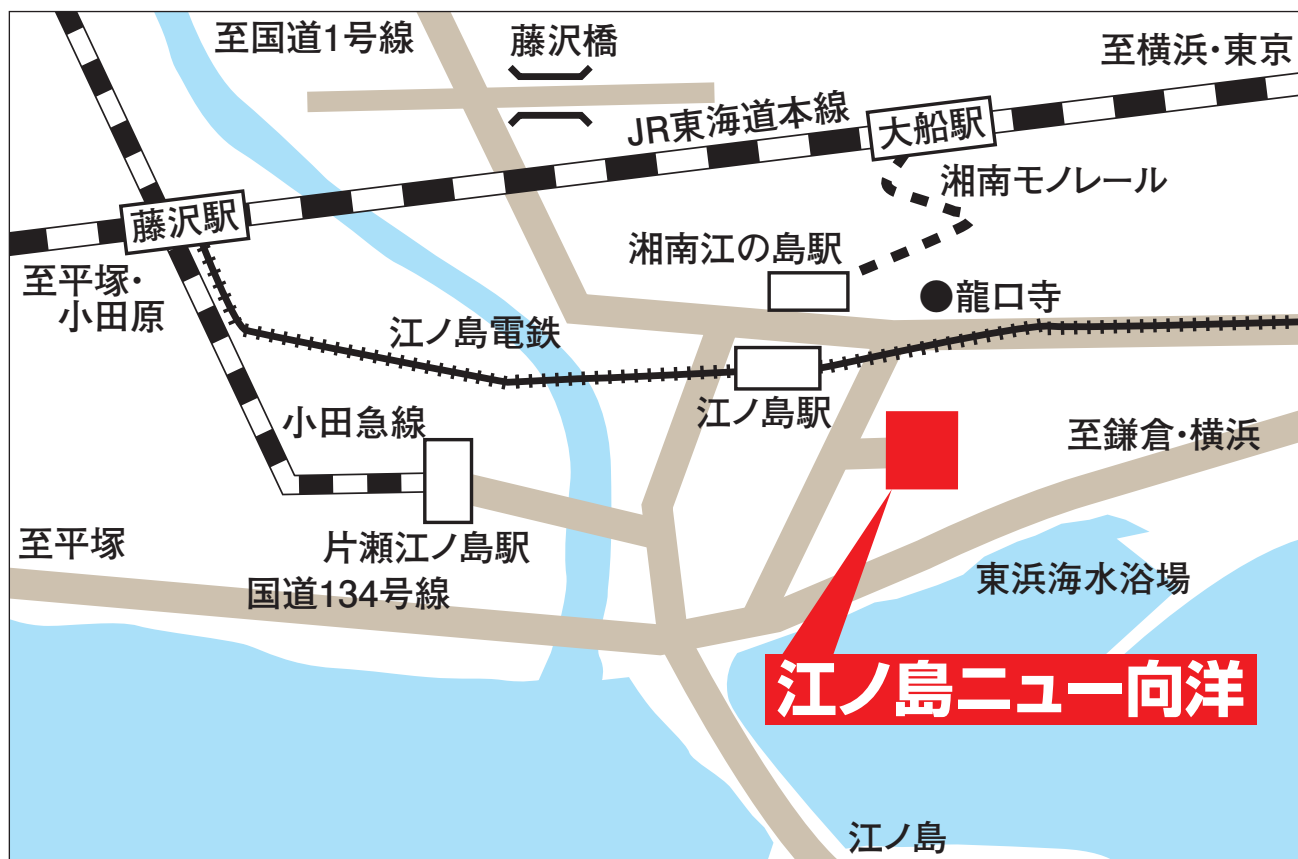 至国道1号線
藤沢橋
至横浜・東京
JR東海道本線
大船駅
湘南モノレール
藤沢駅
湘南江の島駅
至平塚・
小田原
●龍口寺
江ノ島電鉄
江ノ島駅
小田急線
至鎌倉・横浜
至平塚
片瀬江ノ島駅
国道134号線
東浜海水浴場
江ノ島ニュー向洋
江ノ島